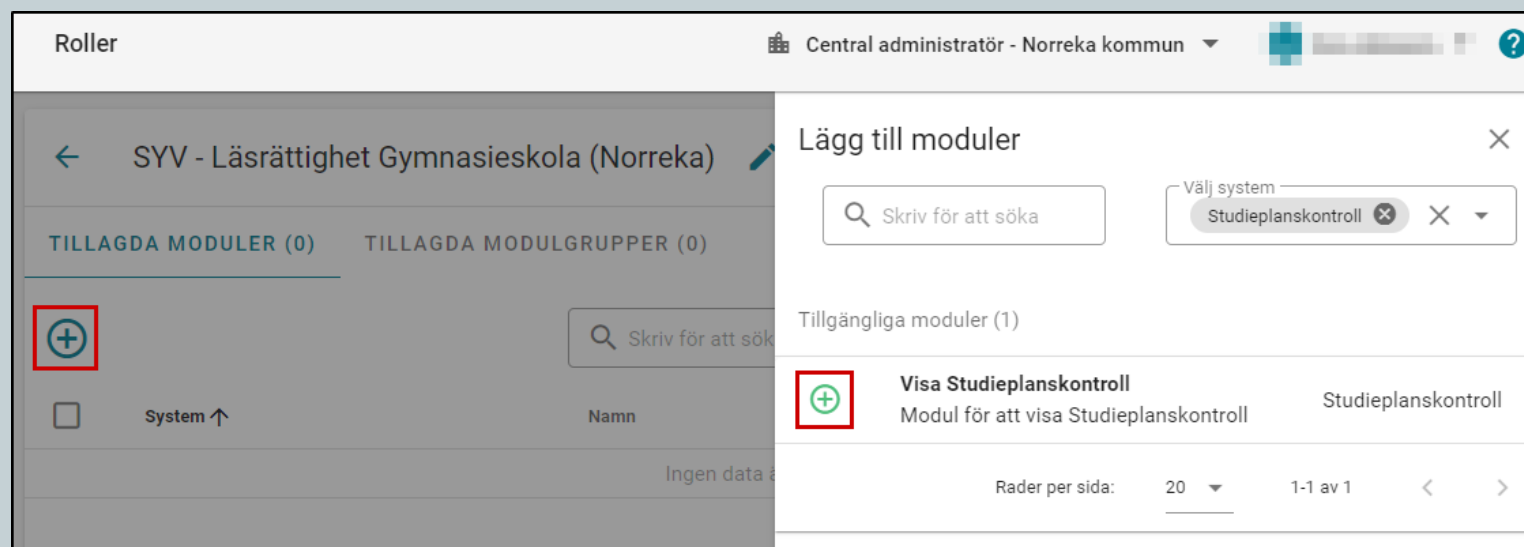 Roller
Central administratör - Norreka kommun
?
SYV - Läsrättighet Gymnasieskola (Norreka)
TILLAGDA MODULER (0)
TILLAGDA MODULGRUPPER (0)
Skriv för att sök
System
Namn
Ingen data
Lägg till moduler
Skriv för att söka
Välj system
Studieplanskontroll
Tillgängliga moduler (1)
Visa Studieplanskontroll
Modul för att visa Studieplanskontroll
Studieplanskontroll
Rader per sida:
20
1-1 av 1